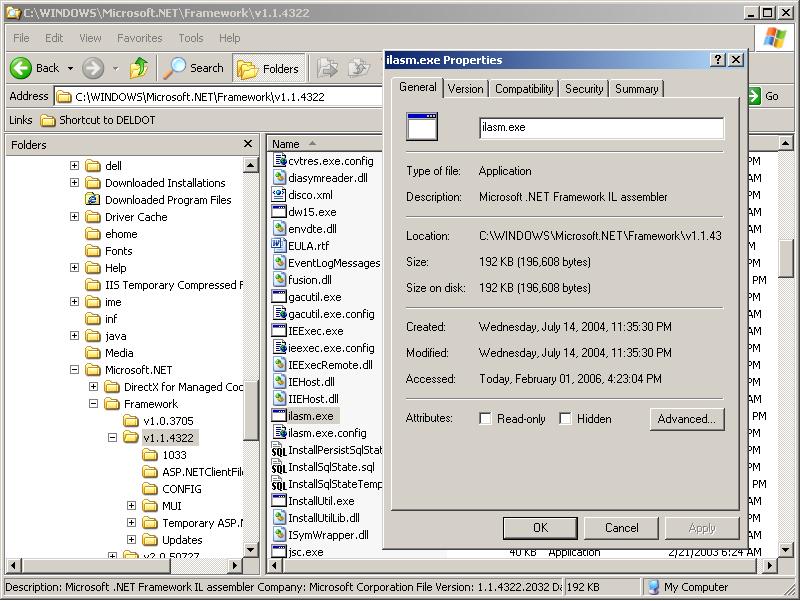 C:\WINDOWS\Microsoft.NET\Framework\v1.1.4322
File Edit View Favorites Tools Help
Back Search Folders
Address C:\WINDOWS\Microsoft.NET\Framework\v1.1.4322 Go
Links Shortcut to DELDOT
Folders
dell
Downloaded Installations
Downloaded Program Files
Driver Cache
ehome
Fonts
Help
IIS Temporary Compressed F
ime
inf
java
Media
Microsoft.NET
DirectX for Managed Coc
Framework
v1.0.3705
v1.1.4322
1033
ASP.NETClientFil
CONFIG
MUI
Temporary ASP.N
Updates
v2.0.50727
Name
cvtres.exe.config
diasymreader.dll
disco.xml
dw15.exe
envdte.dll
EULA.rtf
EventLogMessages
fusion.dll
gacutil.exe
gacutil.exe.config
IEExec.exe
ieexec.exe.config
IEExecRemote.dll
IEHost.dll
IIEHost.dll
ilasm.exe
ilasm.exe.config
InstallPersistSqlStat
InstallSqlState.sql
InstallSqlStateTemp
InstallUtil.exe
InstallUtilLib.dll
ISymWrapper.dll
jsc.exe 40 KB Application 2/21/2003 6:24 AM
ilasm.exe Properties
General Version Compatibility Security Summary
ilasm.exe
Type of file: Application
Description: Microsoft .NET Framework IL assembler
Location: C:\WINDOWS\Microsoft.NET\Framework\v1.1.43
Size: 192 KB (196,608 bytes)
Size on disk: 192 KB (196,608 bytes)
Created: Wednesday, July 14, 2004, 11:35:30 PM
Modified: Wednesday, July 14, 2004, 11:35:30 PM
Accessed: Today, February 01, 2006, 4:23:04 PM
Attributes: Read-only Hidden Advanced...
OK Cancel Apply
Description: Microsoft .NET Framework IL assembler Company: Microsoft Corporation File Version: 1.1.4322.2032 Da 192 KB My Computer